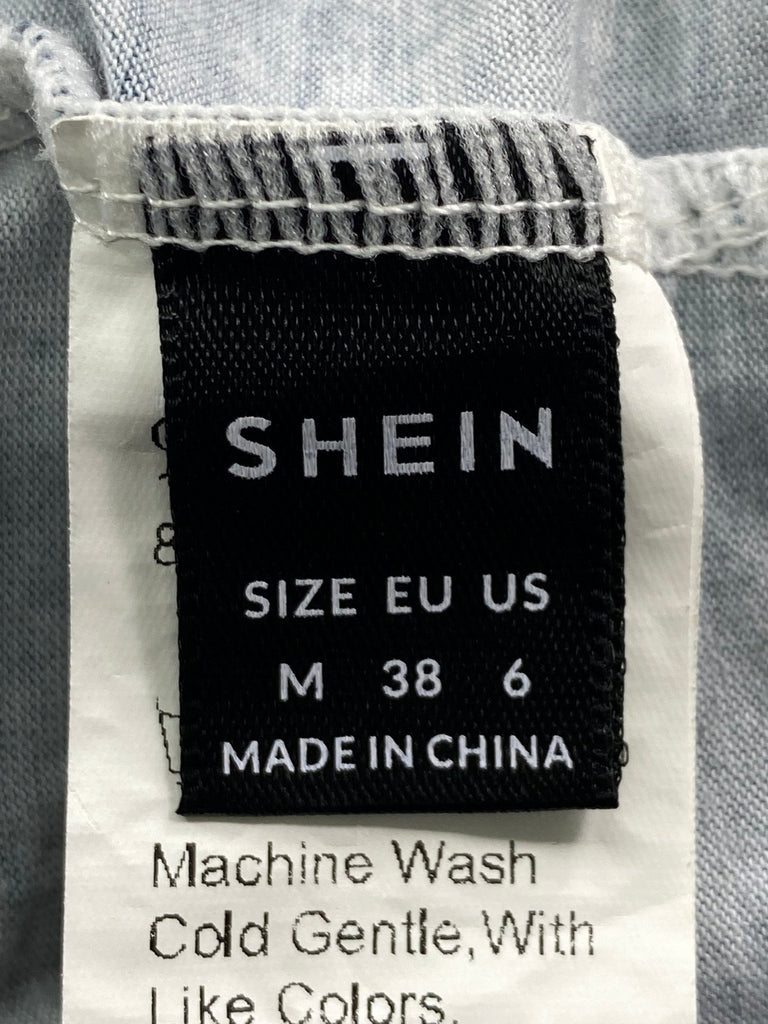 SHEIN
SIZE EU US
M 38 6
MADE IN CHINA
Machine Wash
Cold Gentle, With
Like Colors.